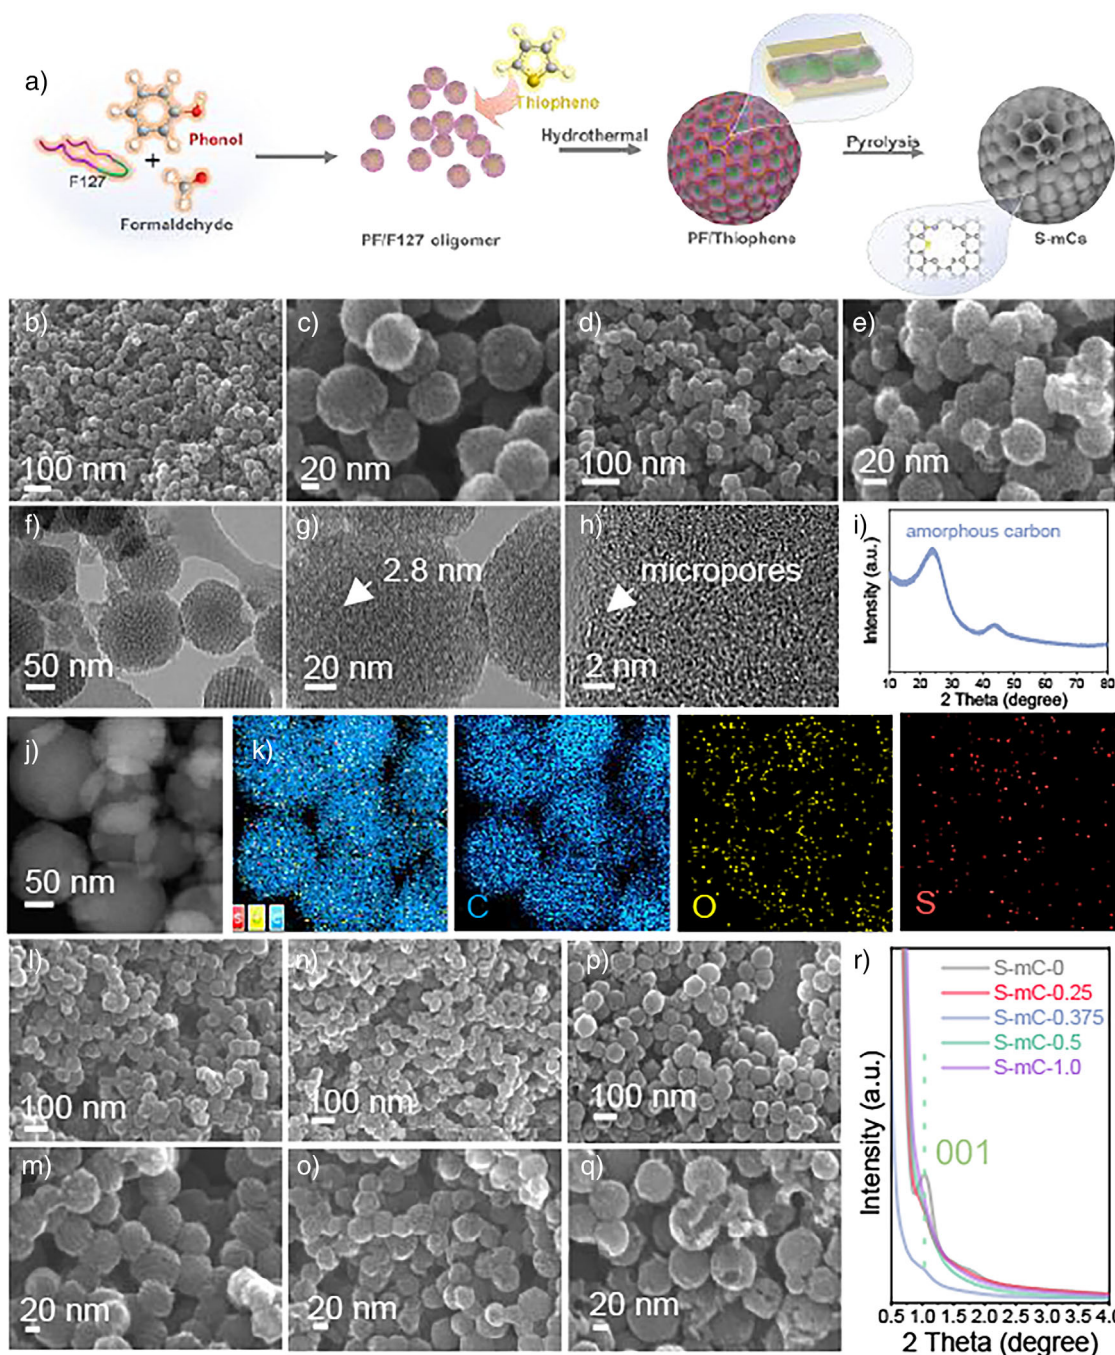 a)
Phenol
F127
+
Formaldehyde
PF/F127 oligomer
Thiophene
Hydrothermal
PF/Thiophene
Pyrolysis
S-mCs
b)
100 nm
c)
20 nm
d)
100 nm
e)
20 nm
f)
50 nm
g)
2.8 nm
20 nm
h)
micropores
2 nm
i)
amorphous carbon
Intensity (a.u.)
10 20 30 40 50 60 70 80
2 Theta (degree)
j)
50 nm
k)
S
C
O
S
l)
100 nm
n)
100 nm
p)
100 nm
m)
20 nm
o)
20 nm
q)
20 nm
r)
S-mC-0
S-mC-0.25
S-mC-0.375
S-mC-0.5
S-mC-1.0
001
Intensity (a.u.)
0.5 1.0 1.5 2.0 2.5 3.0 3.5 4.0
2 Theta (degree)